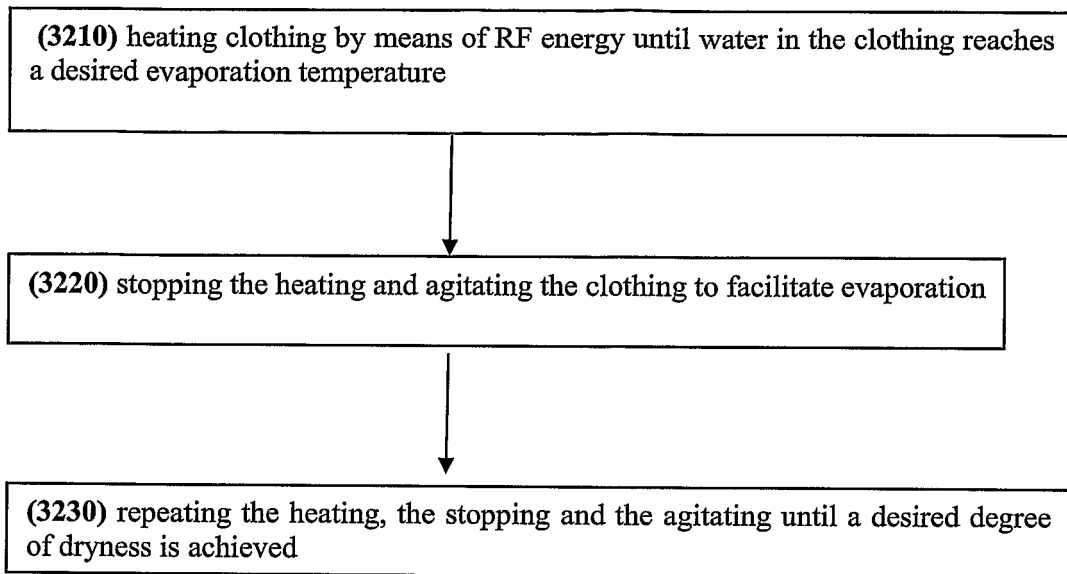 (3210) heating clothing by means of RF energy until water in the clothing reaches
a desired evaporation temperature
(3220) stopping the heating and agitating the clothing to facilitate evaporation
(3230) repeating the heating, the stopping and the agitating until a desired degree
of dryness is achieved